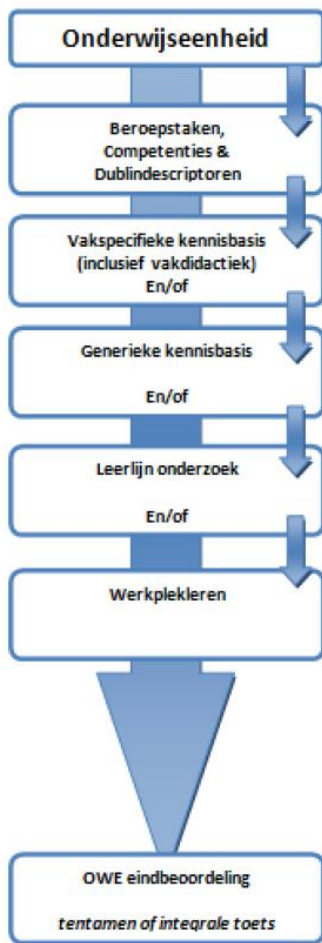 Onderwijseenheid
Beroepstaken,
Competenties &
Dublindescriptoren
Vakspecifieke kennisbasis
(inclusief vakdidactiek)
En/of
Generieke kennisbasis
En/of
Leerlijn onderzoek
En/of
Werkplekleren
OWE eindbeoordeling
tentamen of integrale toets